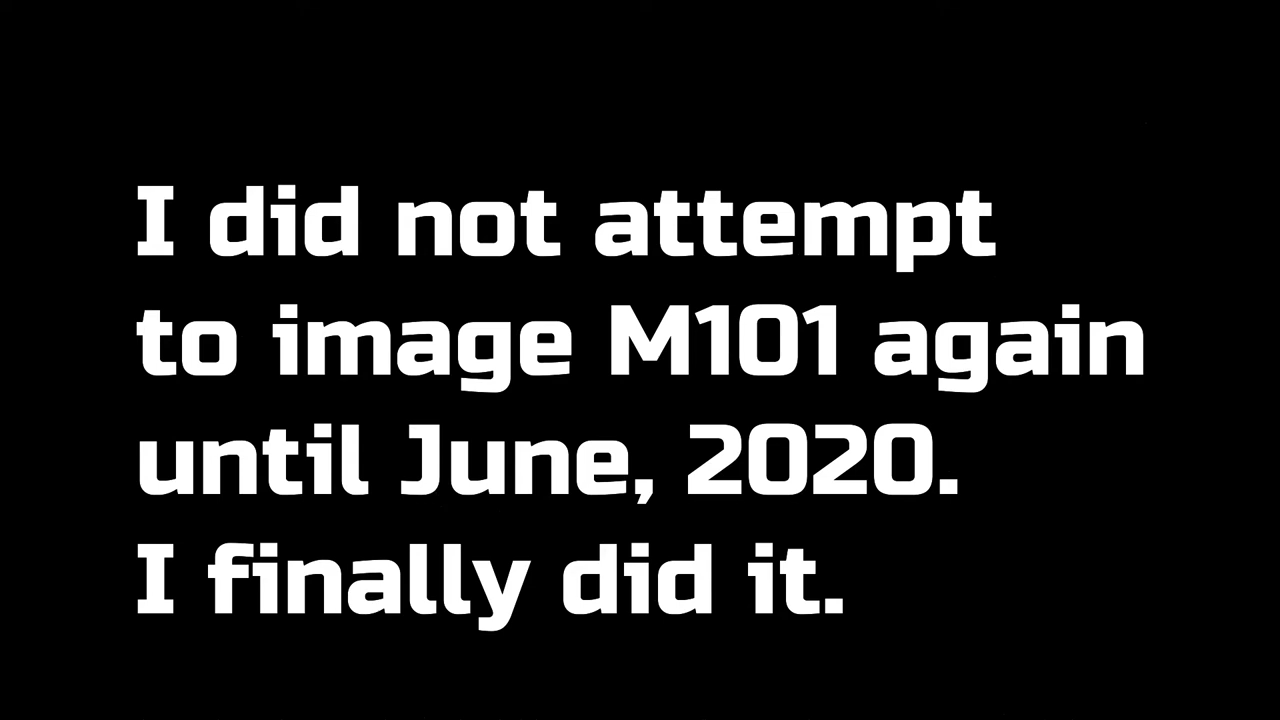 I did not attempt
to image M101 again
until June, 2020.
I finally did it.